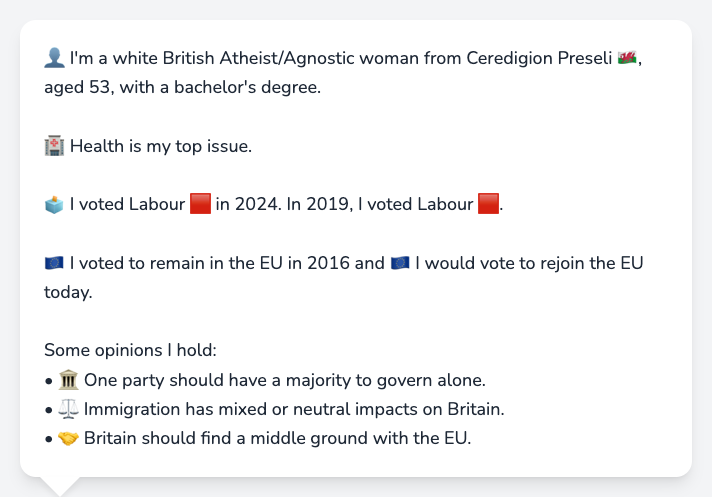 👤 I'm a white British Atheist/Agnostic woman from Ceredigion Preseli 🏴󠁧󠁢󠁷󠁬󠁳󠁿,
aged 53, with a bachelor's degree.
🏥 Health is my top issue.
🗳️ I voted Labour 🟥 in 2024. In 2019, I voted Labour 🟥.
🇪🇺 I voted to remain in the EU in 2016 and 🇪🇺 I would vote to rejoin the EU
today.
Some opinions I hold:
• 🏛️ One party should have a majority to govern alone.
• ⚖️ Immigration has mixed or neutral impacts on Britain.
• 🤝 Britain should find a middle ground with the EU.